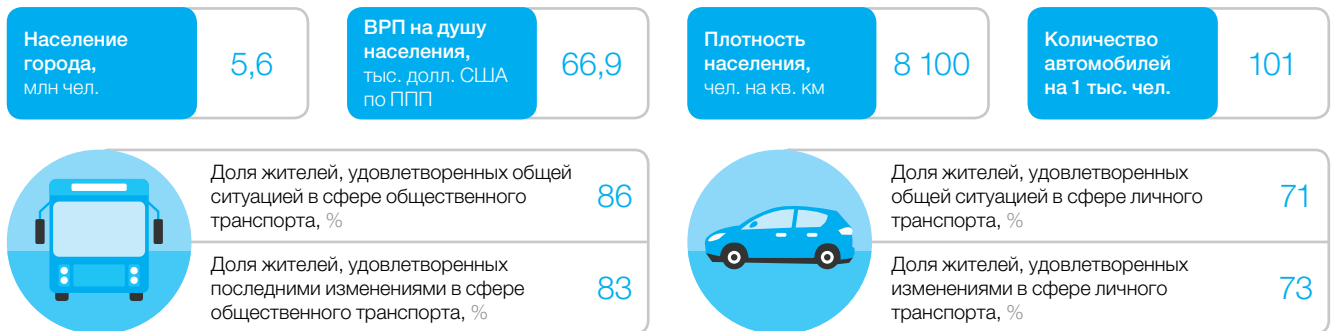 Население
города,
млн чел.
5,6
ВРП на душу
населения,
тыс. долл. США
по ППП
66,9
Плотность
населения,
чел. на кв. км
8 100
Количество
автомобилей
на 1 тыс. чел.
101
Доля жителей, удовлетворенных общей
ситуацией в сфере общественного
транспорта, %
86
Доля жителей, удовлетворенных
последними изменениями в сфере
общественного транспорта, %
83
Доля жителей, удовлетворенных
общей ситуацией в сфере личного
транспорта, %
71
Доля жителей, удовлетворенных
изменениями в сфере личного
транспорта, %
73